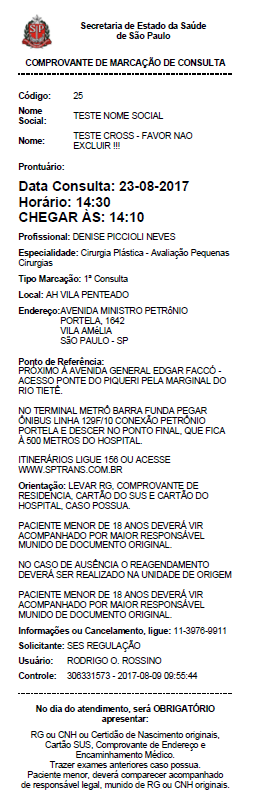 Secretaria de Estado da Saúde
de São Paulo
COMPROVANTE DE MARCAÇÃO DE CONSULTA
Código: 25
Nome Social: TESTE NOME SOCIAL
Nome: TESTE CROSS - FAVOR NAO
EXCLUIR !!!
Prontuário:
Data Consulta: 23-08-2017
Horário: 14:30
CHEGAR ÀS: 14:10
Profissional: DENISE PICCIOLI NEVES
Especialidade: Cirurgia Plástica - Avaliação Pequenas
Cirurgias
Tipo Marcação: 1ª Consulta
Local: AH VILA PENTEADO
Endereço:AVENIDA MINISTRO PETRôNIO
PORTELA, 1642
VILA AMéLIA
SãO PAULO - SP
Ponto de Referência:
PRÓXIMO À AVENIDA GENERAL EDGAR FACCÓ -
ACESSO PONTE DO PIQUERI PELA MARGINAL DO
RIO TIETÊ.
NO TERMINAL METRÔ BARRA FUNDA PEGAR
ÔNIBUS LINHA 129F/10 CONEXÃO PETRÔNIO
PORTELA E DESCER NO PONTO FINAL, QUE FICA
À 500 METROS DO HOSPITAL.
ITINERÁRIOS LIGUE 156 OU ACESSE
WWW.SPTRANS.COM.BR
Orientação: LEVAR RG, COMPROVANTE DE
RESIDENCIA, CARTÃO DO SUS E CARTÃO DO
HOSPITAL, CASO POSSUA.
PACIENTE MENOR DE 18 ANOS DEVERÁ VIR
ACOMPANHADO POR MAIOR RESPONSÁVEL
MUNIDO DE DOCUMENTO ORIGINAL.
NO CASO DE AUSÊNCIA O REAGENDAMENTO
DEVERÁ SER REALIZADO NA UNIDADE DE ORIGEM
PACIENTE MENOR DE 18 ANOS DEVERÁ VIR
ACOMPANHADO POR MAIOR RESPONSÁVEL
MUNIDO DE DOCUMENTO ORIGINAL.
Informações ou Cancelamento, ligue: 11-3976-9911
Solicitante: SES REGULAÇÃO
Usuário: RODRIGO O. ROSSINO
Controle: 306331573 - 2017-08-09 09:55:44
No dia do atendimento, será OBRIGATÓRIO
apresentar:
RG ou CNH ou Certidão de Nascimento originais,
Cartão SUS, Comprovante de Endereço e
Encaminhamento Médico.
Trazer exames anteriores caso possua.
Paciente menor, deverá comparecer acompanhado
de responsável legal, munido de RG ou CNH originais.